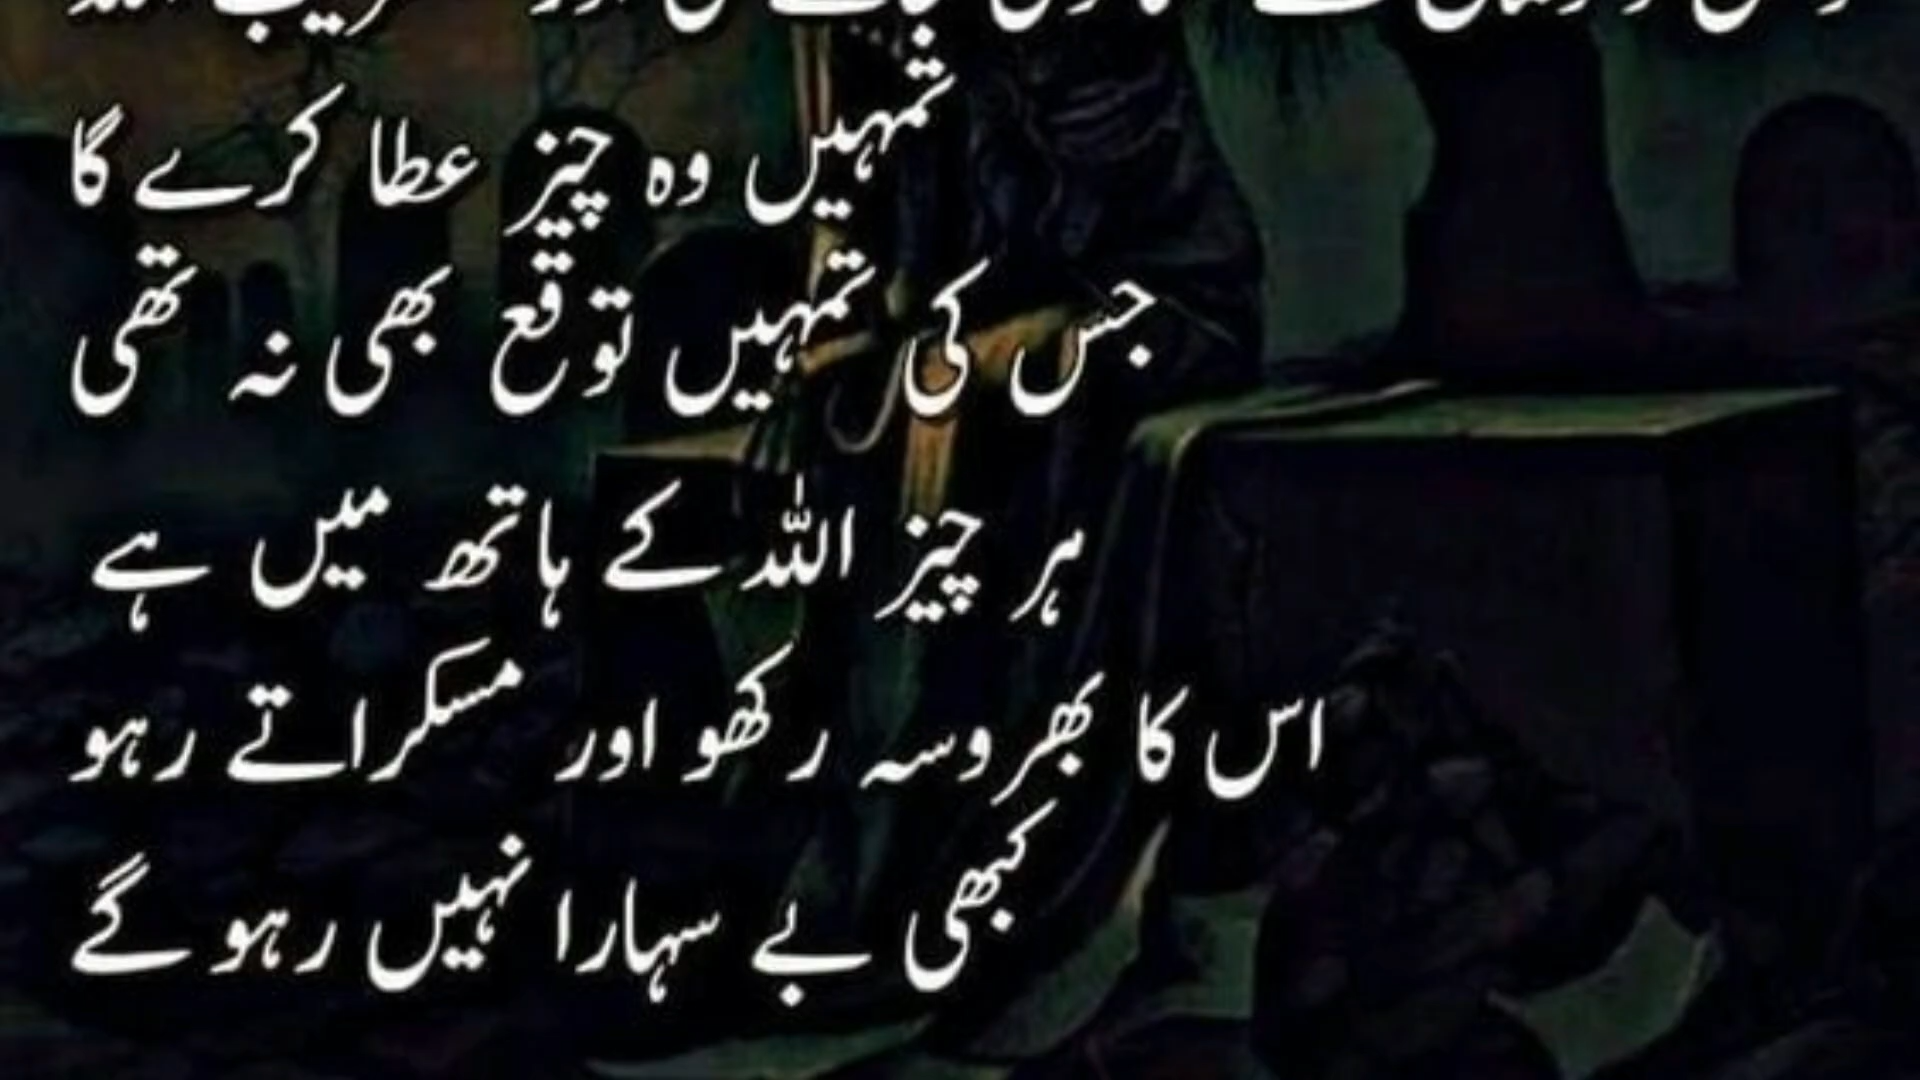 تمہیں وہ چیز عطا کرے گا
جس کی تمہیں توقع بھی نہ تھی
ہر چیز اللہ کے ہاتھ میں ہے
اس کا بھروسہ رکھو اور مسکراتے رہو
کبھی بے سہارا نہیں رہو گے